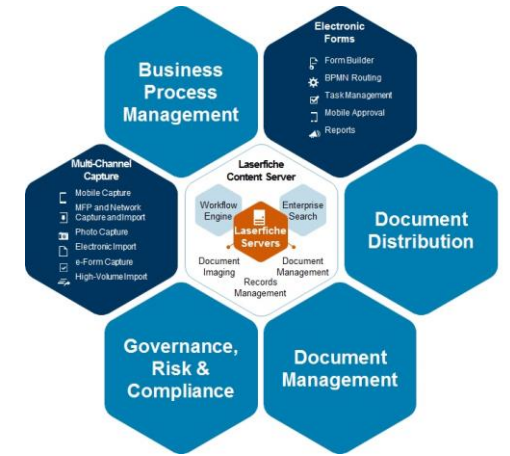 Electronic
Forms
Form Builder
BPMN Routing
Task Management
Mobile Approval
Reports
Business
Process
Management
Multi-Channel
Capture
Mobile Capture
MFP and Network
Capture and Import
Photo Capture
Electronic Import
e-Form Capture
High-Volume Import
Laserfiche
Content Server
Workflow
Engine
Enterprise
Search
Laserfiche
Servers
Document
Imaging
Document
Management
Records
Management
Document
Distribution
Governance,
Risk &
Compliance
Document
Management